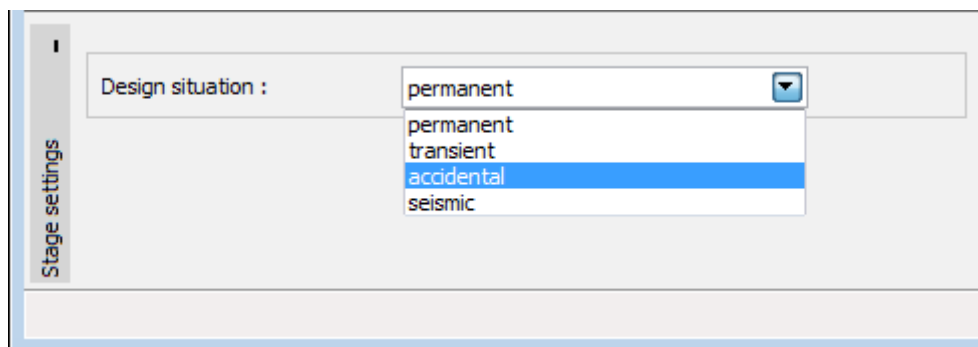 Design situation : permanent
permanent
transient
accidental
seismic
Stage settings